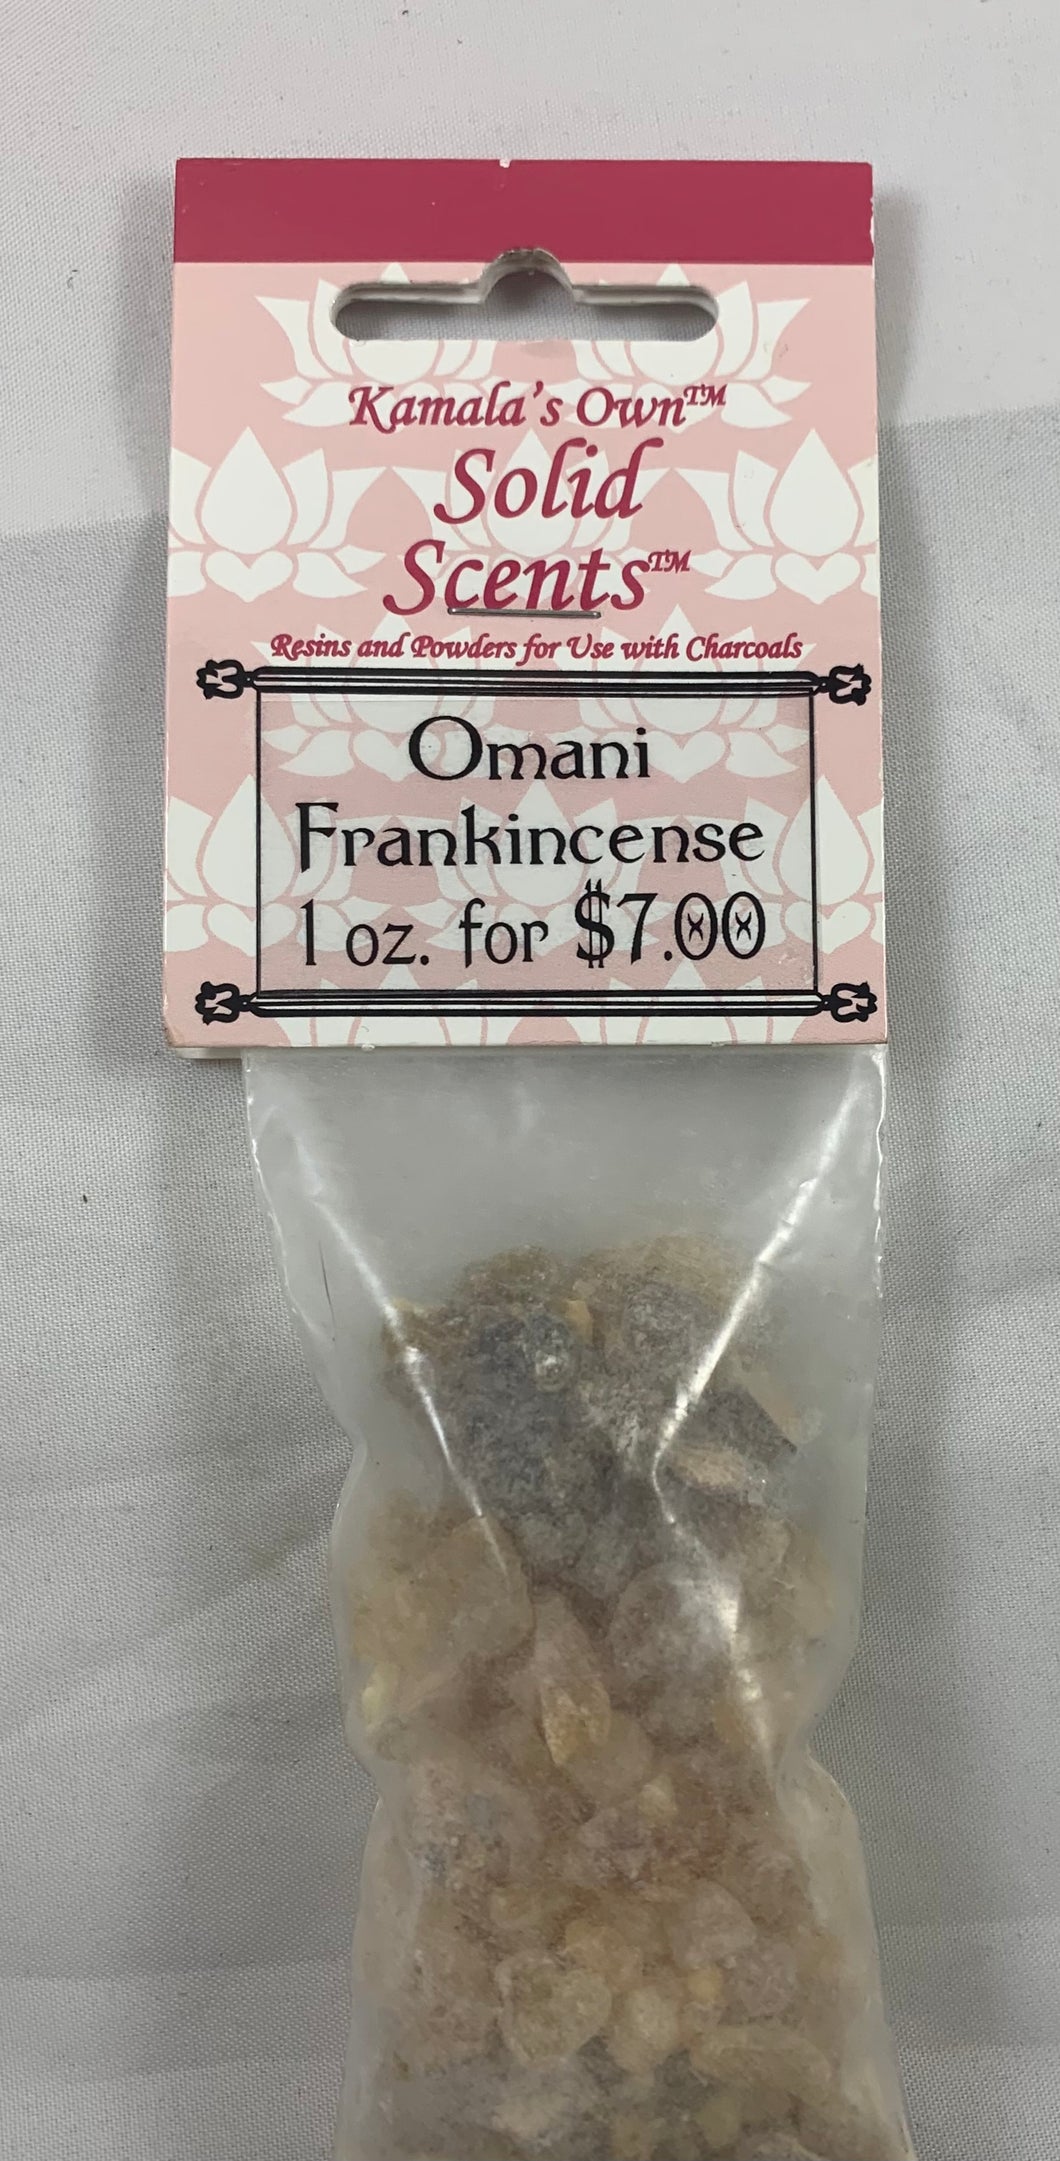 Kamala's Own™
Solid
Scents™
Resins and Powders for Use with Charcoals
Omani
Frankincense
1 oz. for $7.00